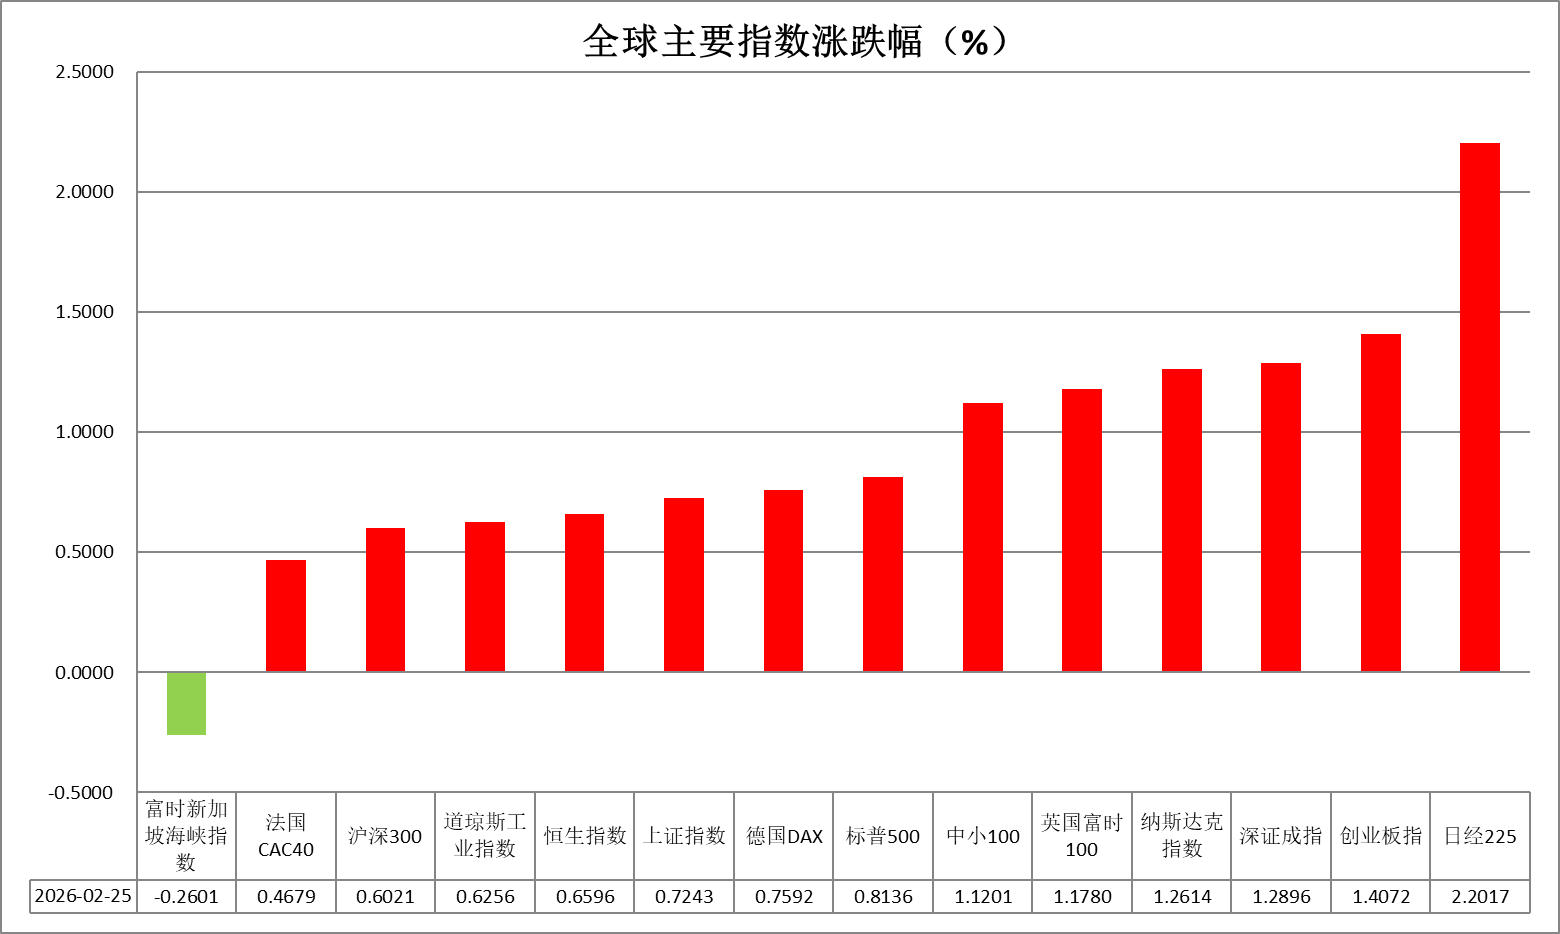 全球主要指数涨跌幅（%）
2.5000
2.0000
1.5000
1.0000
0.5000
0.0000
-0.5000
富时新加
坡海峡指
数
法国
CAC40
沪深300
道琼斯工
业指数
恒生指数
上证指数
德国DAX
标普500
中小100
英国富时
100
纳斯达克
指数
深证成指
创业板指
日经225
2026-02-25 -0.2601 0.4679 0.6021 0.6256 0.6596 0.7243 0.7592 0.8136 1.1201 1.1780 1.2614 1.2896 1.4072 2.2017